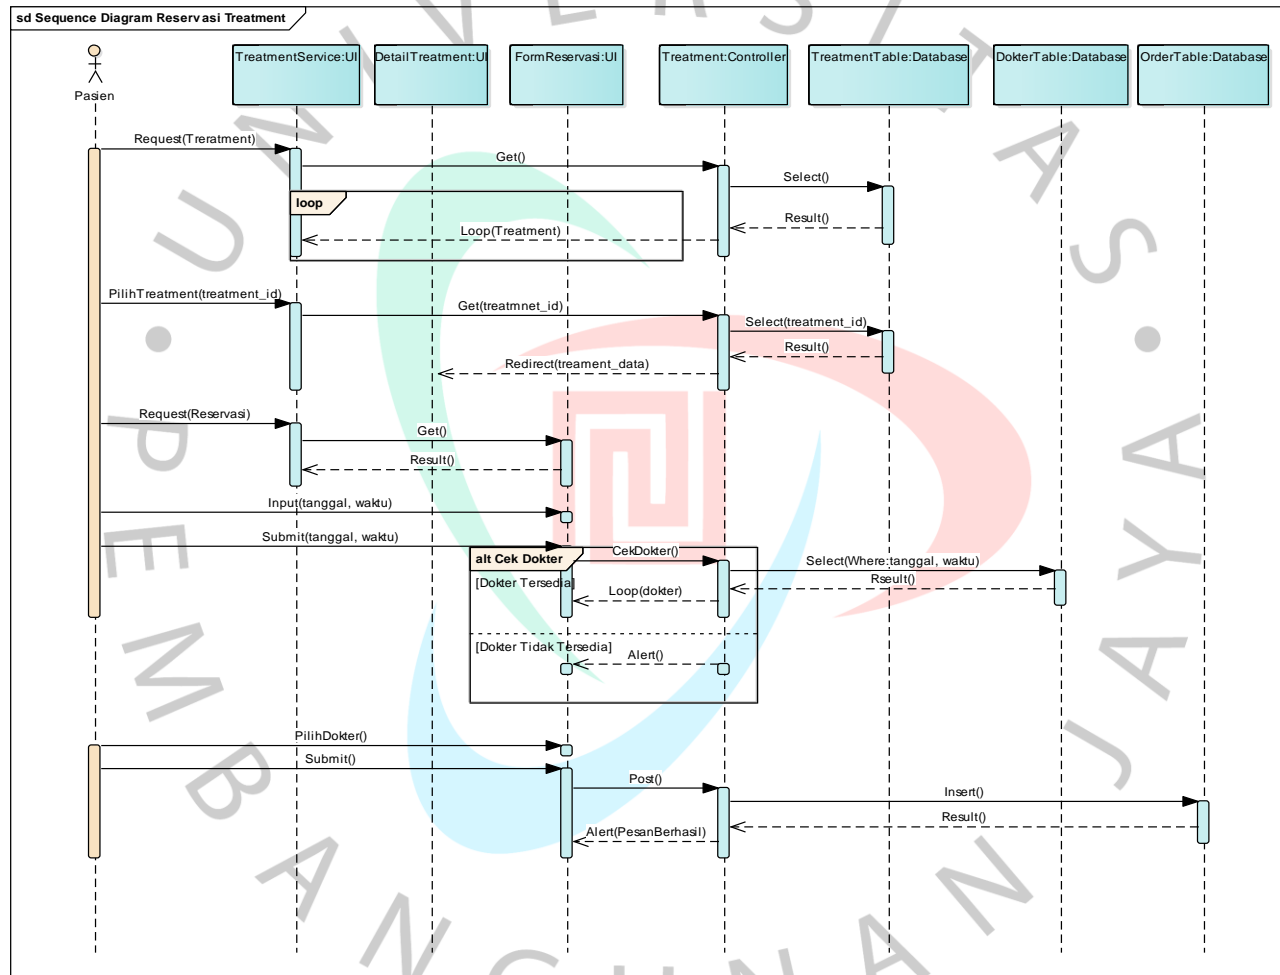 sd Sequence Diagram Reservasi Treatment
Pasien
TreatmentService:UI
DetailTreatment:UI
FormReservasi:UI
Treatment:Controller
TreatmentTable:Database
DokterTable:Database
OrderTable:Database
Request(Treratment)
Get()
Select()
loop
Result()
Loop(Treatment)
PilihTreatment(treatment_id)
Get(treatmnet_id)
Select(treatment_id)
Result()
Redirect(treament_data)
Request(Reservasi)
Get()
Result()
Input(tanggal, waktu)
Submit(tanggal, waktu)
alt Cek Dokter
CekDokter()
Select(Where:tanggal, waktu)
[Dokter Tersedia]
Rseult()
Loop(dokter)
[Dokter Tidak Tersedia]
Alert()
PilihDokter()
Submit()
Post()
Insert()
Result()
Alert(PesanBerhasil)
UNIVERSITAS
PEMBANGUNAN JAYA